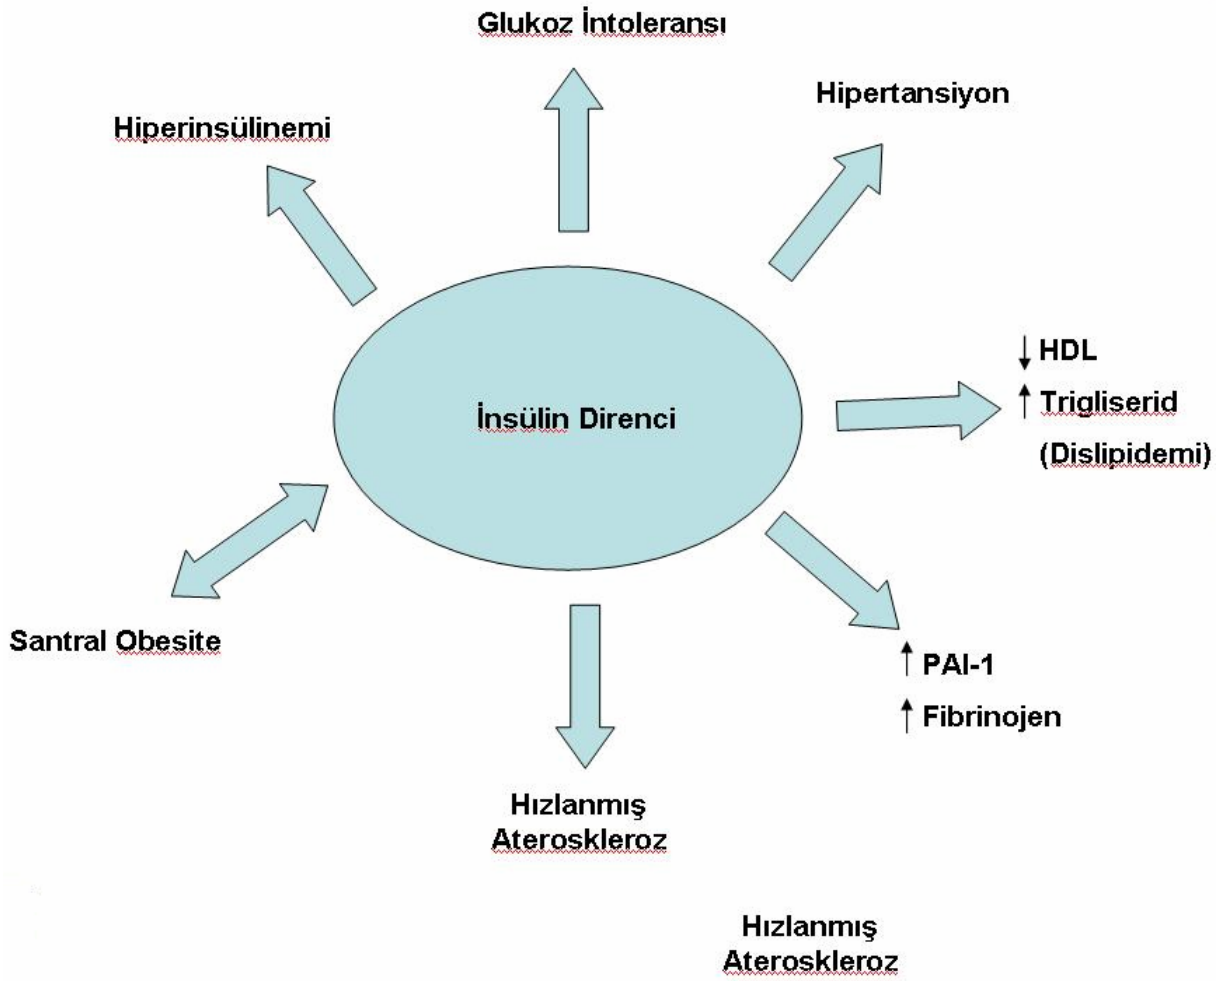 Glukoz İntoleransı
Hipertansiyon
Hiperinsülinemi
↓ HDL
↑ Trigliserid
(Dislipidemi)
İnsülin Direnci
Santral Obesite
↑ PAI-1
↑ Fibrinojen
Hızlanmış
Ateroskleroz
Hızlanmış
Ateroskleroz